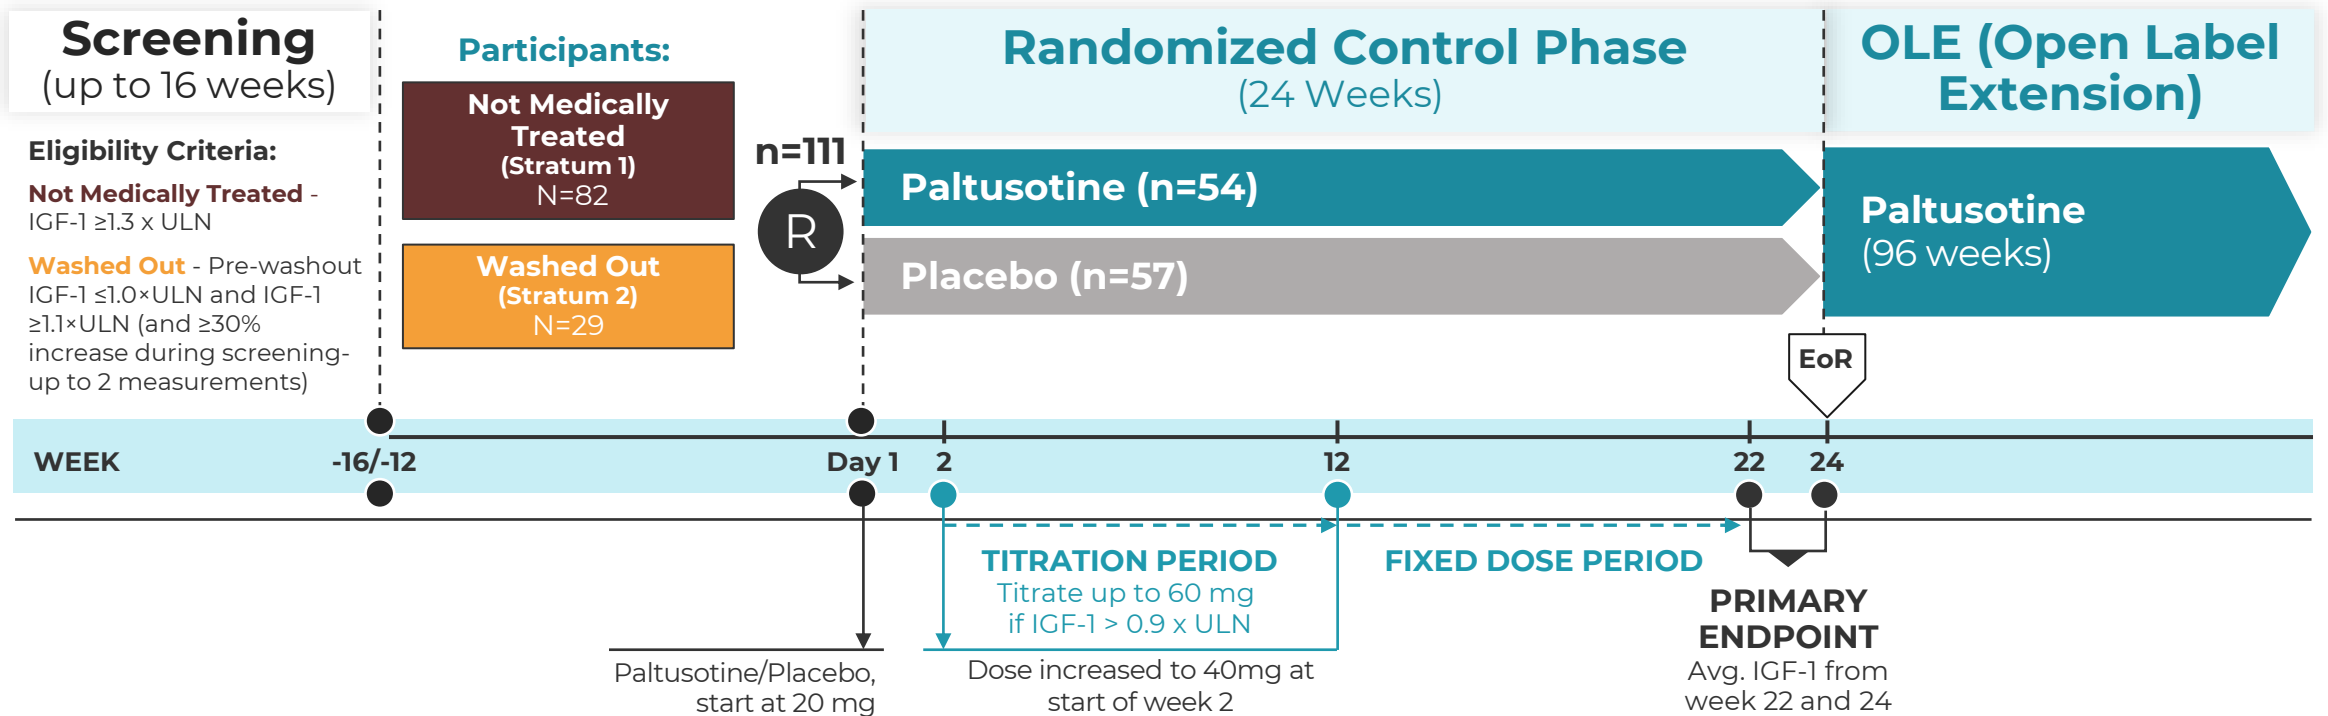 Screening
(up to 16 weeks)
Eligibility Criteria:
Not Medically Treated -
IGF-1 ≥1.3 x ULN
Washed Out - Pre-washout
IGF-1 ≤1.0×ULN and IGF-1
≥1.1×ULN (and ≥30%
increase during screening-
up to 2 measurements)
Participants:
Not Medically
Treated
(Stratum 1)
N=82
Washed Out
(Stratum 2)
N=29
n=111
R
Randomized Control Phase
(24 Weeks)
Paltusotine (n=54)
Placebo (n=57)
OLE (Open Label
Extension)
Paltusotine
(96 weeks)
EoR
WEEK
-16/-12
Day 1
2
12
22
24
TITRATION PERIOD
Titrate up to 60 mg
if IGF-1 > 0.9 x ULN
FIXED DOSE PERIOD
Paltusotine/Placebo,
start at 20 mg
Dose increased to 40mg at
start of week 2
PRIMARY
ENDPOINT
Avg. IGF-1 from
week 22 and 24